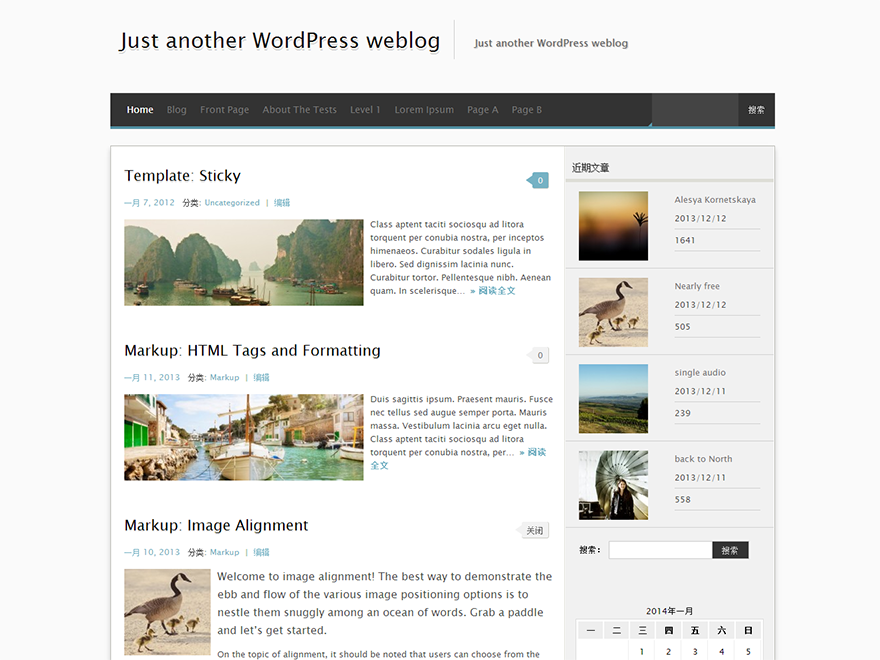 Just another WordPress weblog
Just another WordPress weblog
Home Blog Front Page About The Tests Level 1 Lorem Ipsum Page A Page B
搜索
Template: Sticky
0
一月 7, 2012 分类: Uncategorized | 编辑
Class aptent taciti sociosqu ad litora
torquent per conubia nostra, per inceptos
himenaeos. Curabitur sodales ligula in
libero. Sed dignissim lacinia nunc.
Curabitur tortor. Pellentesque nibh. Aenean
quam. In scelerisque... » 阅读全文
Markup: HTML Tags and Formatting
0
一月 11, 2013 分类: Markup | 编辑
Duis sagittis ipsum. Praesent mauris. Fusce
nec tellus sed augue semper porta. Mauris
massa. Vestibulum lacinia arcu eget nulla.
Class aptent taciti sociosqu ad litora
torquent per conubia nostra, per... » 阅读
全文
Markup: Image Alignment
关闭
一月 10, 2013 分类: Markup | 编辑
Welcome to image alignment! The best way to demonstrate the
ebb and flow of the various image positioning options is to
nestle them snuggly among an ocean of words. Grab a paddle
and let's get started.
On the topic of alignment, it should be noted that users can choose from the
近期文章
Alesya Kornetskaya
2013/12/12
1641
Nearly free
2013/12/12
505
single audio
2013/12/11
239
back to North
2013/12/11
558
搜索:
搜索
2014年一月
一 二 三 四 五 六 日
1 2 3 4 5